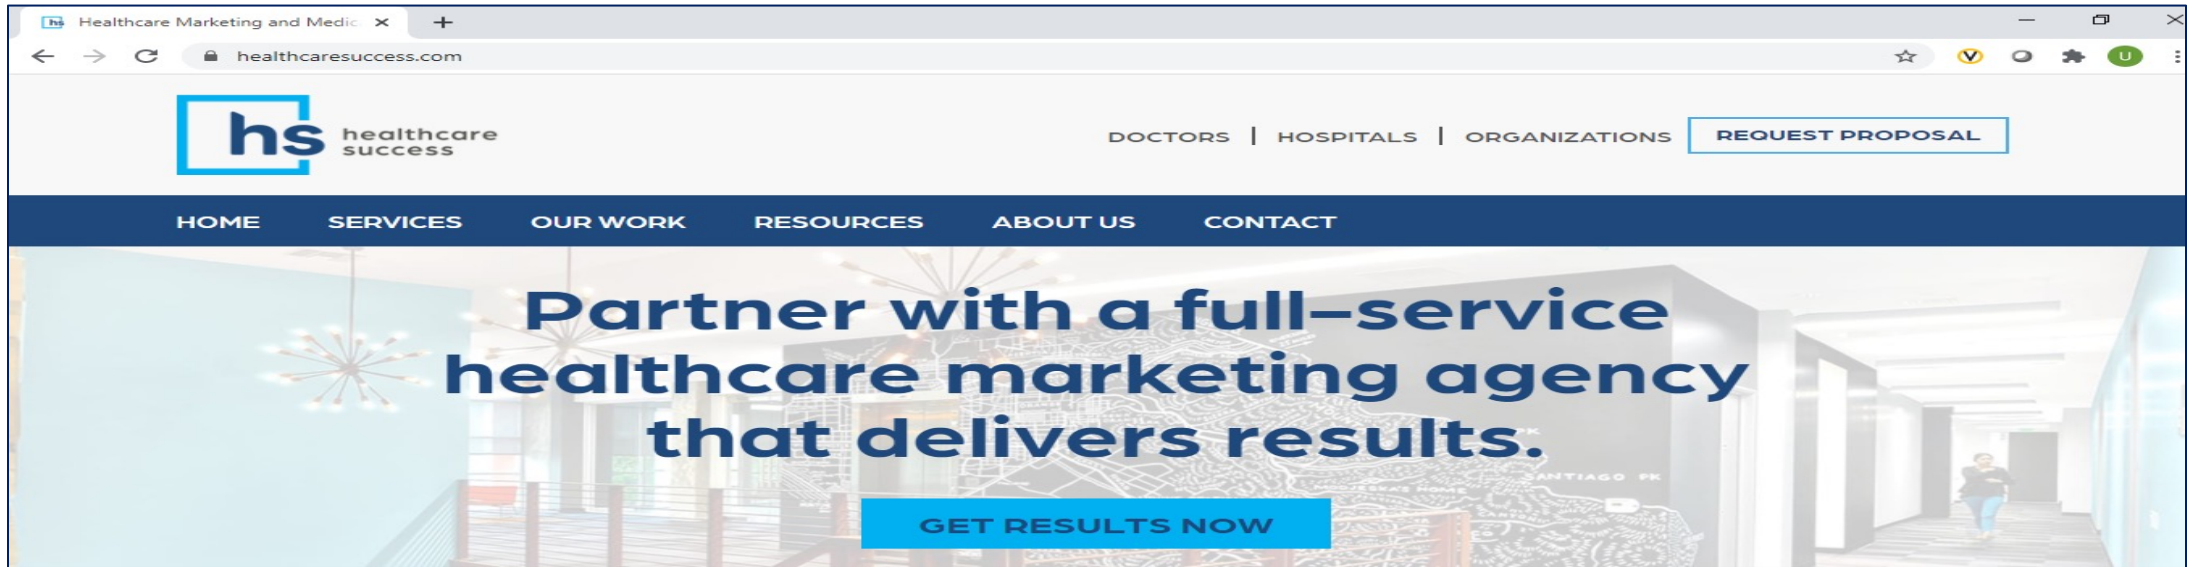 Healthcare Marketing and Medic
healthcaresuccess.com
U
hs healthcare
success
DOCTORS | HOSPITALS | ORGANIZATIONS REQUEST PROPOSAL
HOME SERVICES OUR WORK RESOURCES ABOUT US CONTACT
Partner with a full-service
healthcare marketing agency
that delivers results.
GET RESULTS NOW